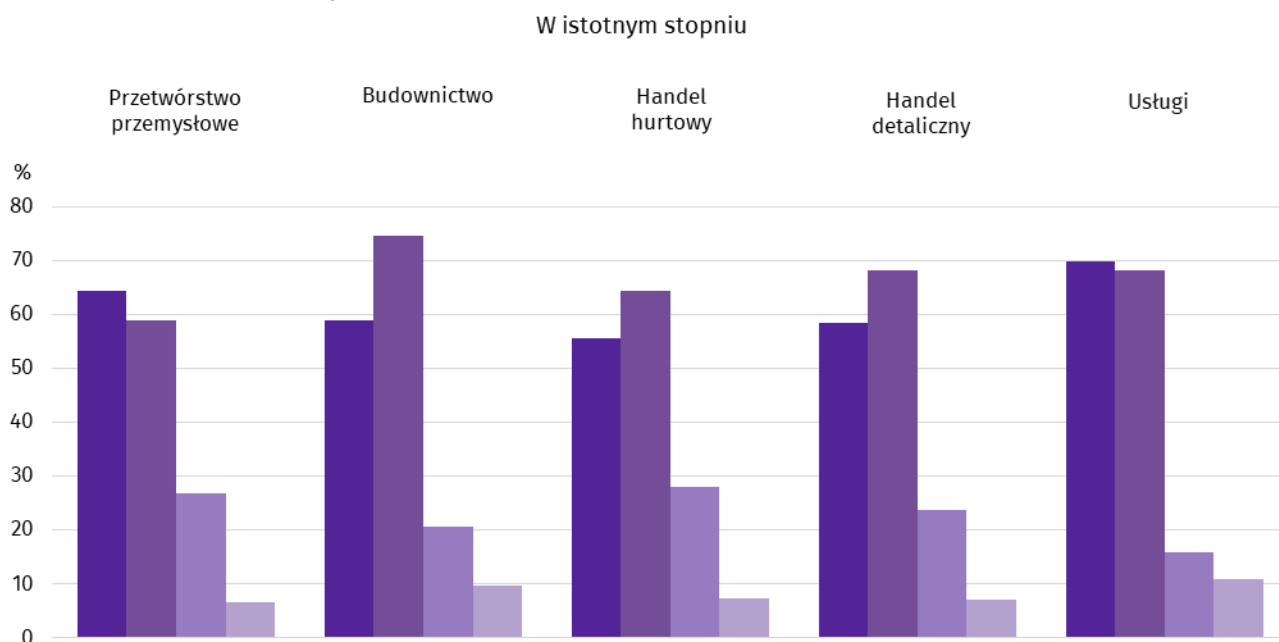 W istotnym stopniu
Przetwórstwo
przemysłowe
Budownictwo
Handel
hurtowy
Handel
detaliczny
Usługi
%
80
70
60
50
40
30
20
10
0